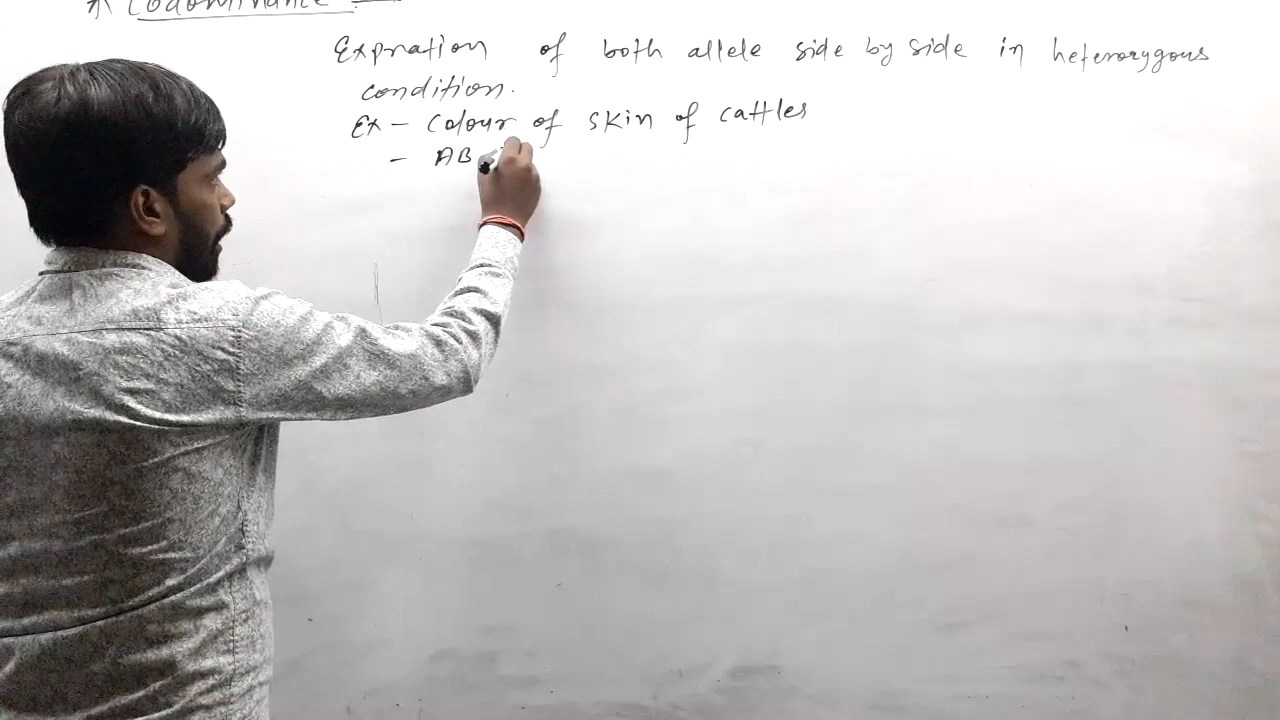 * Codominance :-
Expration of both allele side by side in heterozygous
condition.
Ex - Colour of skin of cattles
- AB